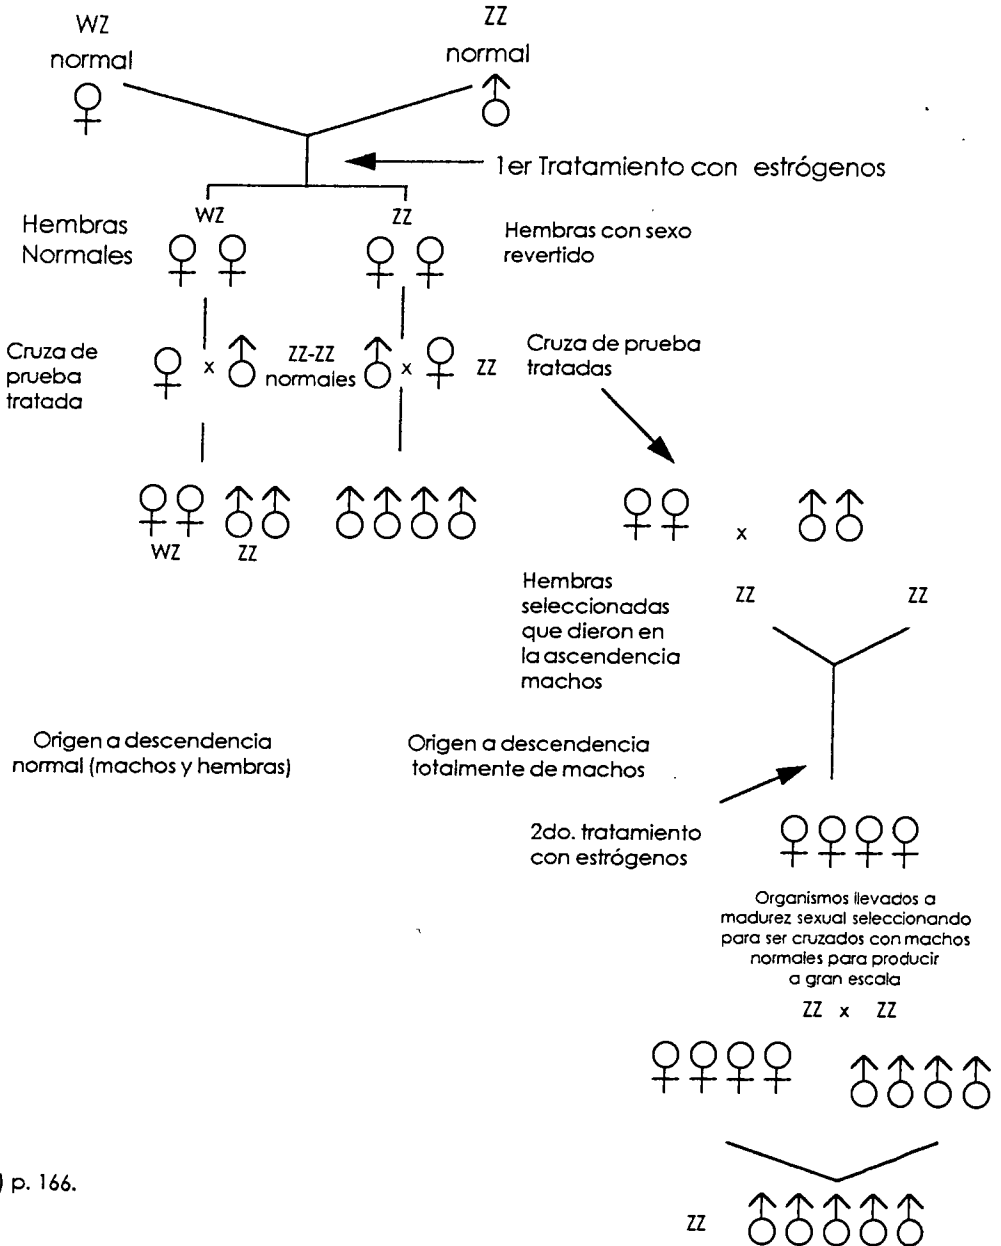 WZ
normal
ZZ
normal
1er Tratamiento con estrógenos
Hembras
Normales
WZ
ZZ
Hembras con sexo
revertido
Cruza de
prueba
tratada
x
ZZ-ZZ
normales
x
ZZ
Cruza de prueba
tratadas
WZ
ZZ
x
Hembras
seleccionadas
que dieron en
la ascendencia
machos
ZZ
ZZ
Origen a descendencia
normal (machos y hembras)
Origen a descendencia
totalmente de machos
2do. tratamiento
con estrógenos
Organismos llevados a
madurez sexual seleccionando
para ser cruzados con machos
normales para producir
a gran escala
ZZ x ZZ
) p. 166.
ZZ